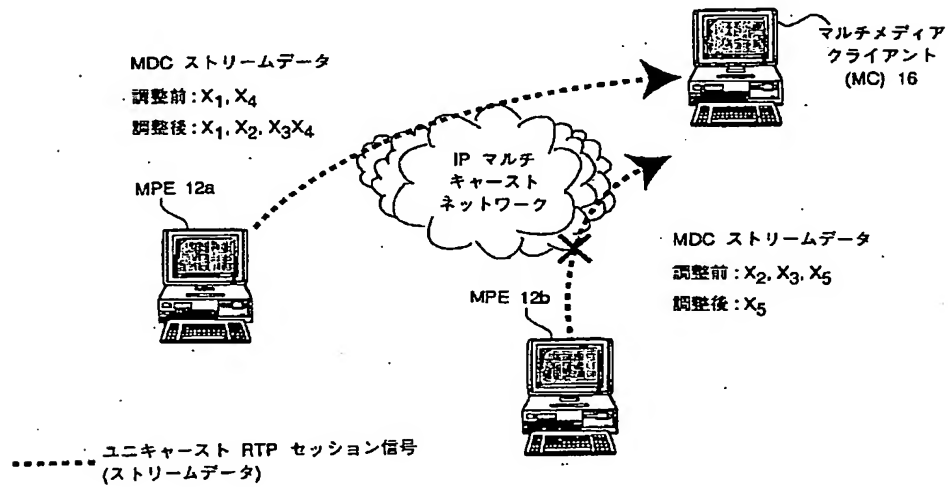 MDC ストリームデータ
調整前:X1, X4
調整後:X1, X2, X3X4
マルチメディア
クライアント
(MC) 16
IP マルチ
キャースト
ネットワーク
MPE 12a
MDC ストリームデータ
調整前:X2, X3, X5
調整後:X5
MPE 12b
ユニキャースト RTP セッション信号
(ストリームデータ)